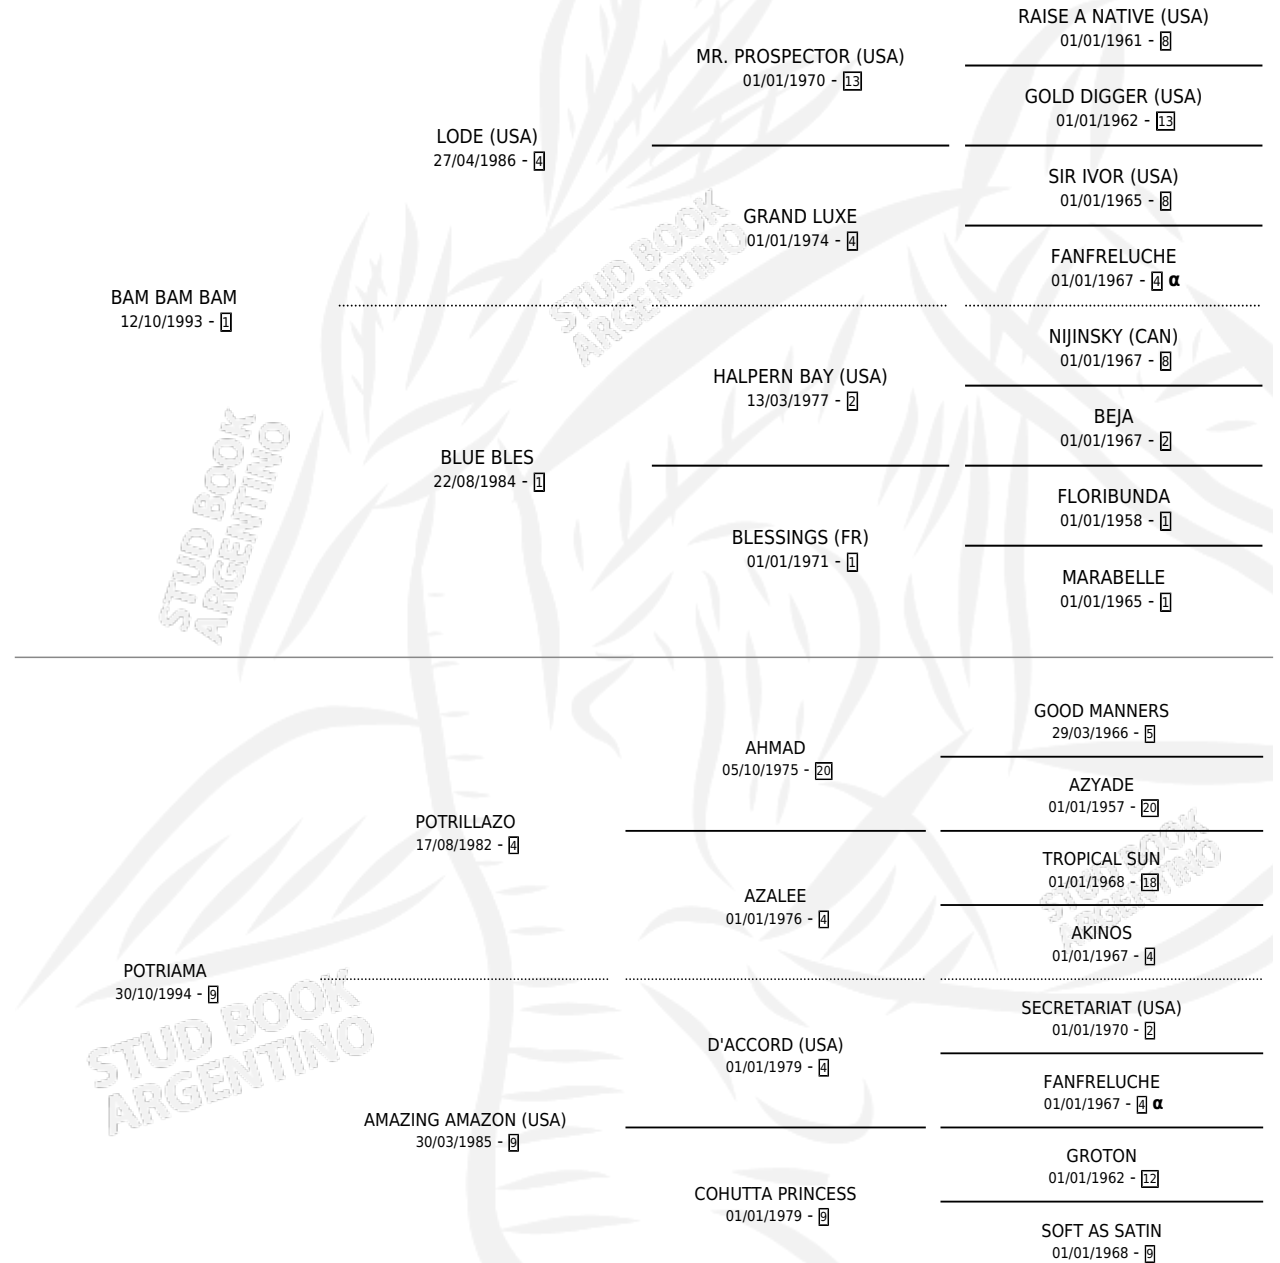 RAISE A NATIVE (USA)
01/01/1961 - 8
MR. PROSPECTOR (USA)
01/01/1970 - 13
GOLD DIGGER (USA)
01/01/1962 - 13
LODE (USA)
27/04/1986 - 4
SIR IVOR (USA)
01/01/1965 - 8
GRAND LUXE
01/01/1974 - 4
FANFRELUCHE
01/01/1967 - 4 α
BAM BAM BAM
12/10/1993 - 1
NIJINSKY (CAN)
01/01/1967 - 8
HALPERN BAY (USA)
13/03/1977 - 2
BEJA
01/01/1967 - 2
BLUE BLES
22/08/1984 - 1
FLORIBUNDA
01/01/1958 - 1
BLESSINGS (FR)
01/01/1971 - 1
MARABELLE
01/01/1965 - 1
GOOD MANNERS
29/03/1966 - 5
AHMAD
05/10/1975 - 20
AZYADE
01/01/1957 - 20
POTRILLAZO
17/08/1982 - 4
TROPICAL SUN
01/01/1968 - 18
AZALEE
01/01/1976 - 4
AKINOS
01/01/1967 - 4
POTRIAMA
30/10/1994 - 9
SECRETARIAT (USA)
01/01/1970 - 2
D'ACCORD (USA)
01/01/1979 - 4
FANFRELUCHE
01/01/1967 - 4 α
AMAZING AMAZON (USA)
30/03/1985 - 9
GROTON
01/01/1962 - 12
COHUTTA PRINCESS
01/01/1979 - 9
SOFT AS SATIN
01/01/1968 - 9
STUD BOOK
ARGENTINO
STUD BOOK
ARGENTINO
STUD BOOK
ARGENTINO
STUD BOOK
ARGENTINO